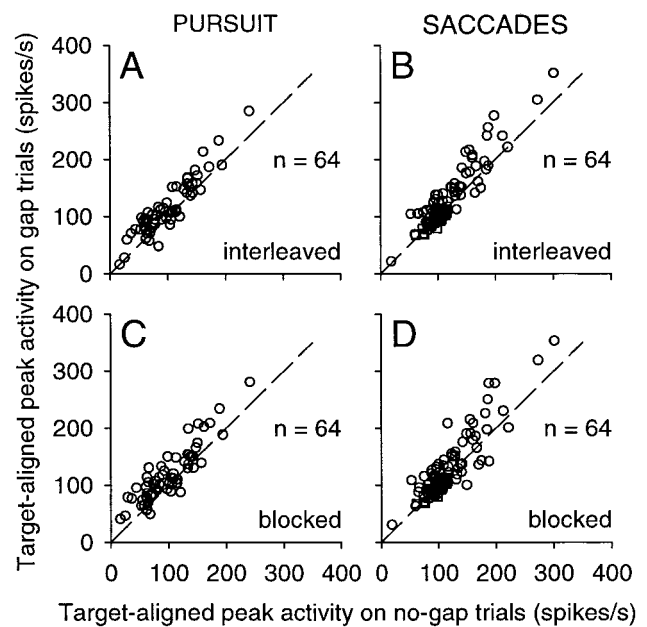 PURSUIT SACCADES
Target-aligned peak activity on gap trials (spikes/s)
400 A B
300
n = 64 n = 64
200
100
interleaved interleaved
0
400 C D
300
n = 64 n = 64
200
100
blocked blocked
0
0 100 200 300 400 0 100 200 300 400
Target-aligned peak activity on no-gap trials (spikes/s)